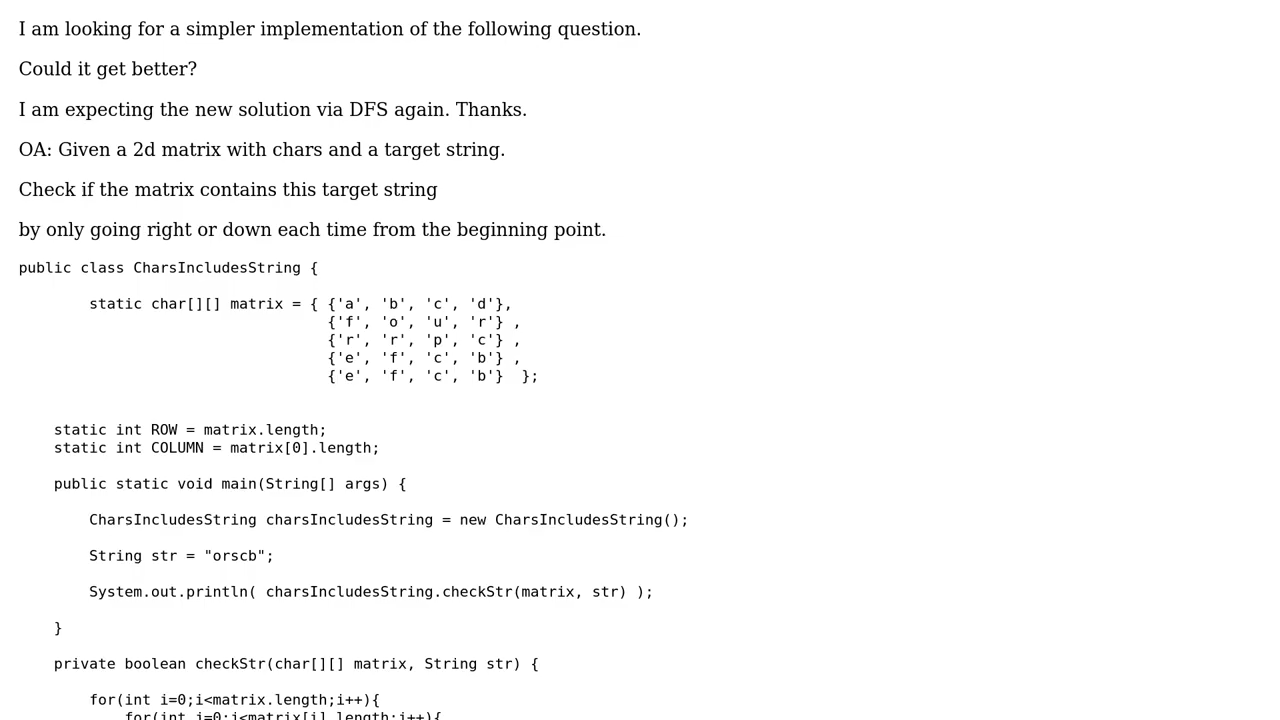 I am looking for a simpler implementation of the following question.
Could it get better?
I am expecting the new solution via DFS again. Thanks.
OA: Given a 2d matrix with chars and a target string.
Check if the matrix contains this target string
by only going right or down each time from the beginning point.
public class CharsIncludesString {
static char[][] matrix = { {'a', 'b', 'c', 'd'},
{'f', 'o', 'u', 'r'} ,
{'r', 'r', 'p', 'c'} ,
{'e', 'f', 'c', 'b'} ,
{'e', 'f', 'c', 'b'}  };
static int ROW = matrix.length;
static int COLUMN = matrix[0].length;
public static void main(String[] args) {
CharsIncludesString charsIncludesString = new CharsIncludesString();
String str = "orscb";
System.out.println( charsIncludesString.checkStr(matrix, str) );
}
private boolean checkStr(char[][] matrix, String str) {
for(int i=0;i<matrix.length;i++){
for(int j=0;j<matrix[i].length;j++){